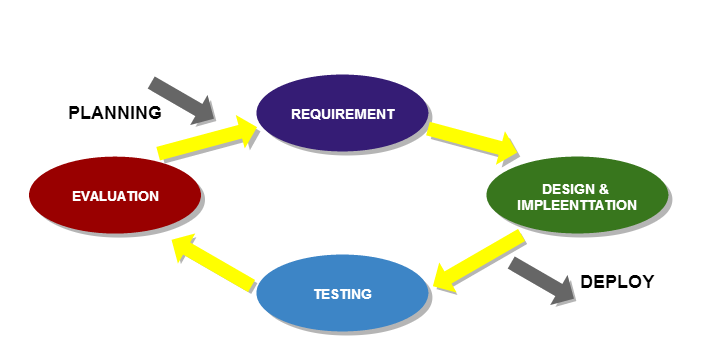 PLANNING
REQUIREMENT
EVALUATION
DESIGN &
IMPLEENTTATION
TESTING
DEPLOY